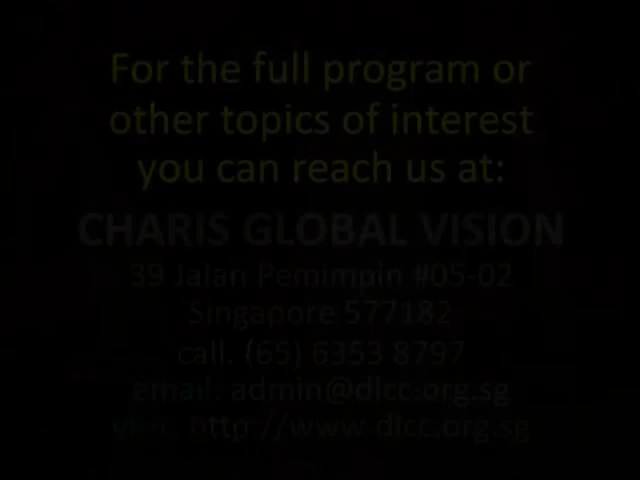 For the full program or
other topics of interest
you can reach us at:
CHARIS GLOBAL VISION
39 Jalan Pemimpin #05-02
Singapore 577182
call. (65) 6353 8797
email. admin@dlcc.org.sg
view. http://www.dlcc.org.sg